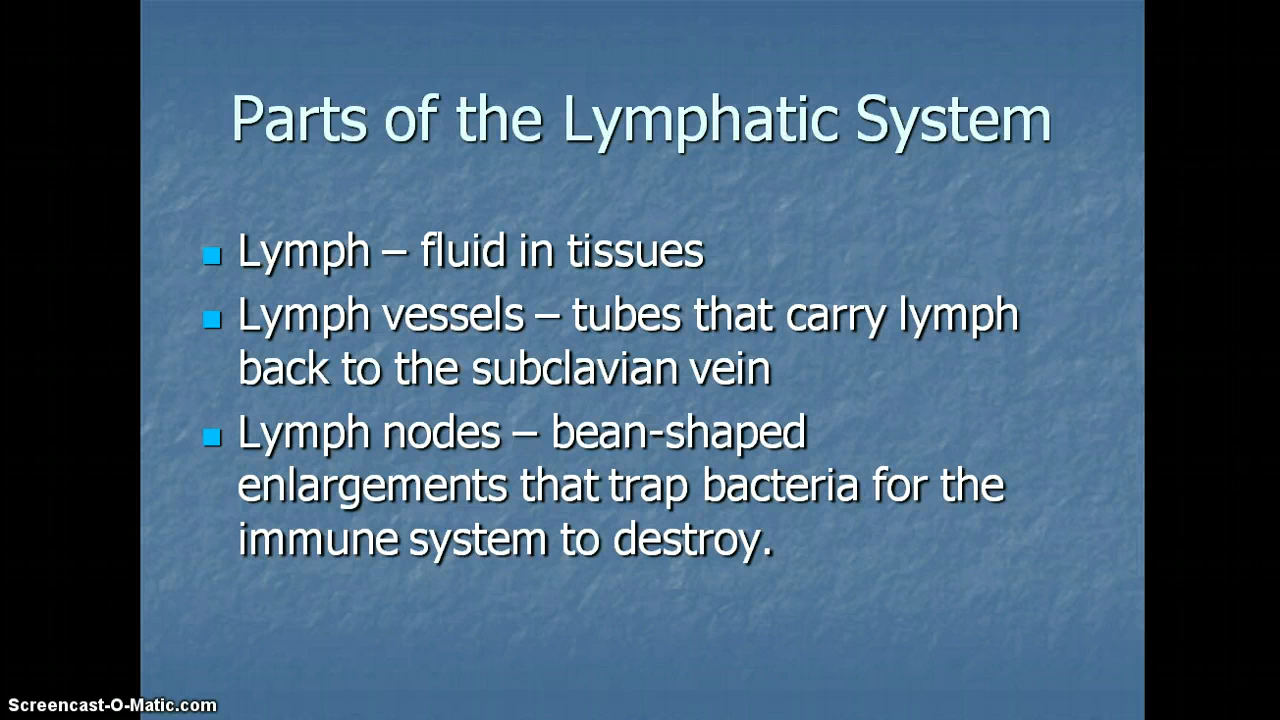 Parts of the Lymphatic System
Lymph – fluid in tissues
Lymph vessels – tubes that carry lymph
back to the subclavian vein
Lymph nodes – bean-shaped
enlargements that trap bacteria for the
immune system to destroy.
Screencast-O-Matic.com